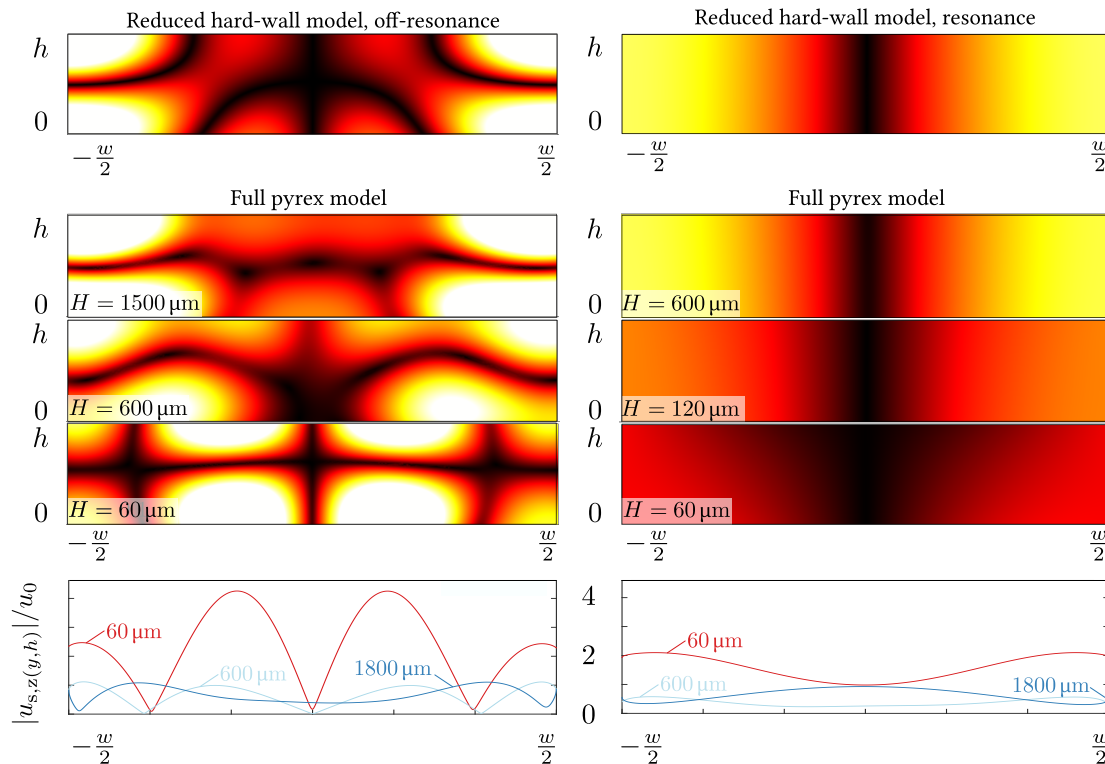 Reduced hard-wall model, off-resonance
h
0
−w/2
w/2
Reduced hard-wall model, resonance
h
0
−w/2
w/2
Full pyrex model
h
0
H = 1500 µm
h
0
H = 600 µm
h
0
H = 60 µm
−w/2
w/2
Full pyrex model
h
0
H = 600 µm
h
0
H = 120 µm
h
0
H = 60 µm
−w/2
w/2
|u_{s,z(y,h)}|/u_0
60 µm
600 µm
1800 µm
−w/2
w/2
4
2
0
60 µm
600 µm
1800 µm
−w/2
w/2